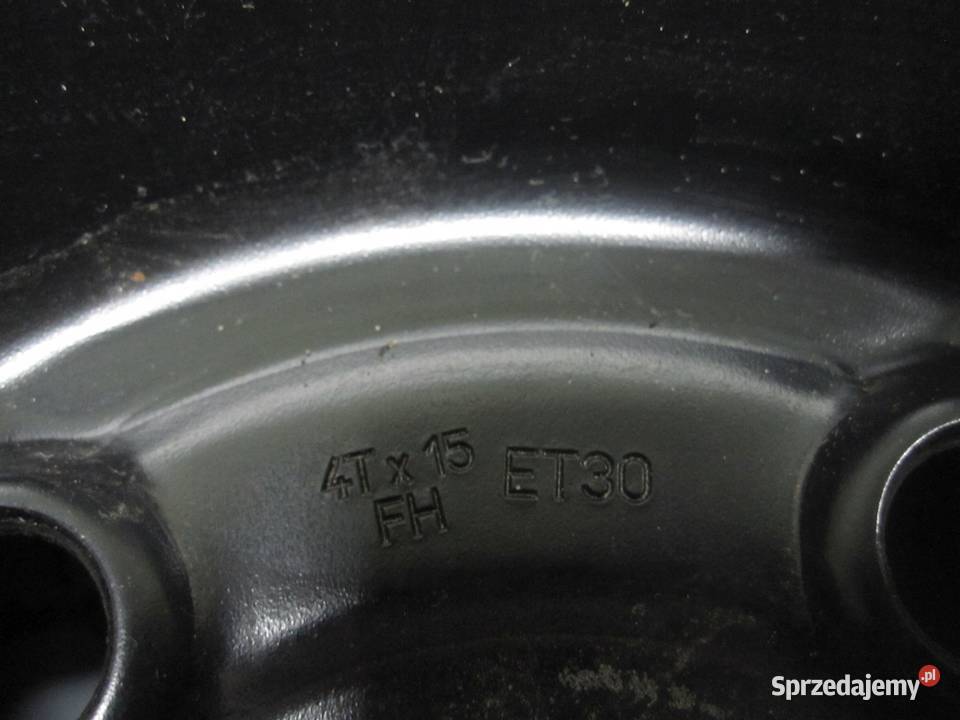 4T x 15 ET30
FH
Sprzedajemy.pl